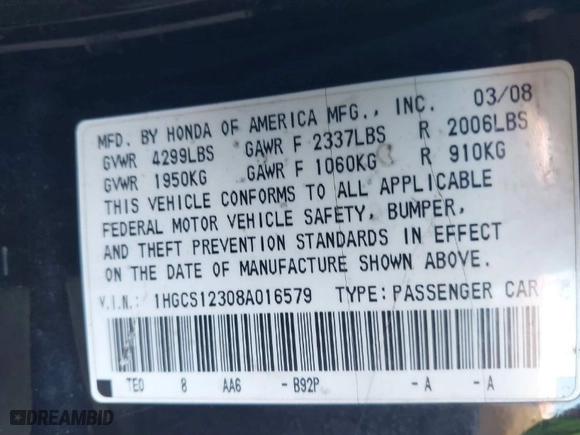 MFD. BY HONDA OF AMERICA MFG., INC. 03/08
GVWR 4299LBS GAWR F 2337LBS R 2006LBS
GVWR 1950KG GAWR F 1060KG R 910KG
THIS VEHICLE CONFORMS TO ALL APPLICABLE
FEDERAL MOTOR VEHICLE SAFETY, BUMPER,
AND THEFT PREVENTION STANDARDS IN EFFECT
ON THE DATE OF MANUFACTURE SHOWN ABOVE.
V.I.N.: 1HGCS12308A016579 TYPE: PASSENGER CAR
TE0 8 AA6 -B92P -A -A
DREAMBID